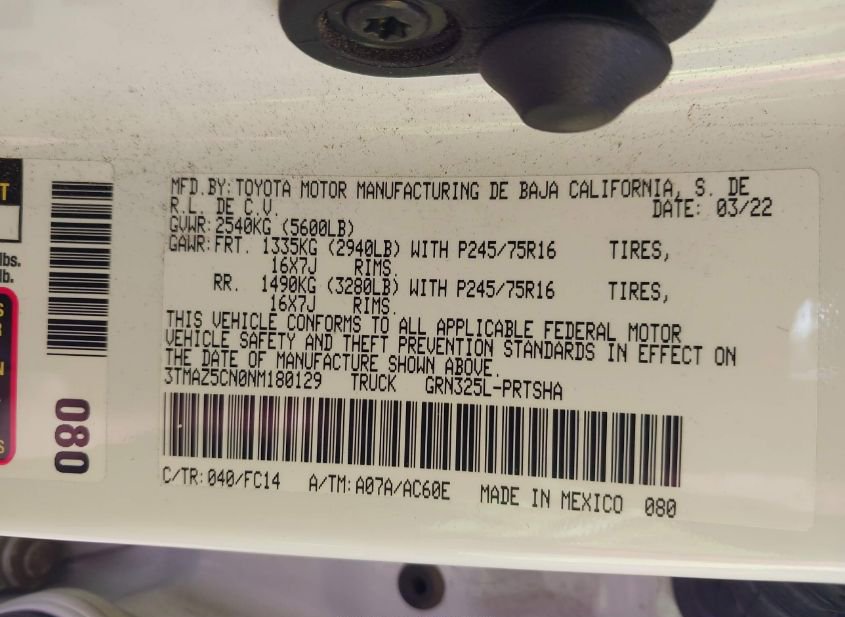 MFD. BY: TOYOTA MOTOR MANUFACTURING DE BAJA CALIFORNIA, S. DE
R.L. DE C.V. DATE: 03/22
GVWR: 2540KG (5600LB)
GAWR: FRT. 1335KG (2940LB) WITH P245/75R16 TIRES,
16X7J RIMS.
RR. 1490KG (3280LB) WITH P245/75R16 TIRES,
16X7J RIMS.
THIS VEHICLE CONFORMS TO ALL APPLICABLE FEDERAL MOTOR
VEHICLE SAFETY AND THEFT PREVENTION STANDARDS IN EFFECT ON
THE DATE OF MANUFACTURE SHOWN ABOVE.
3TMAZ5CN0NM180129 TRUCK GRN325L-PRTSHA
C/TR: 040/FC14 A/TM: A07A/AC60E MADE IN MEXICO 080
080
lbs.
lb.